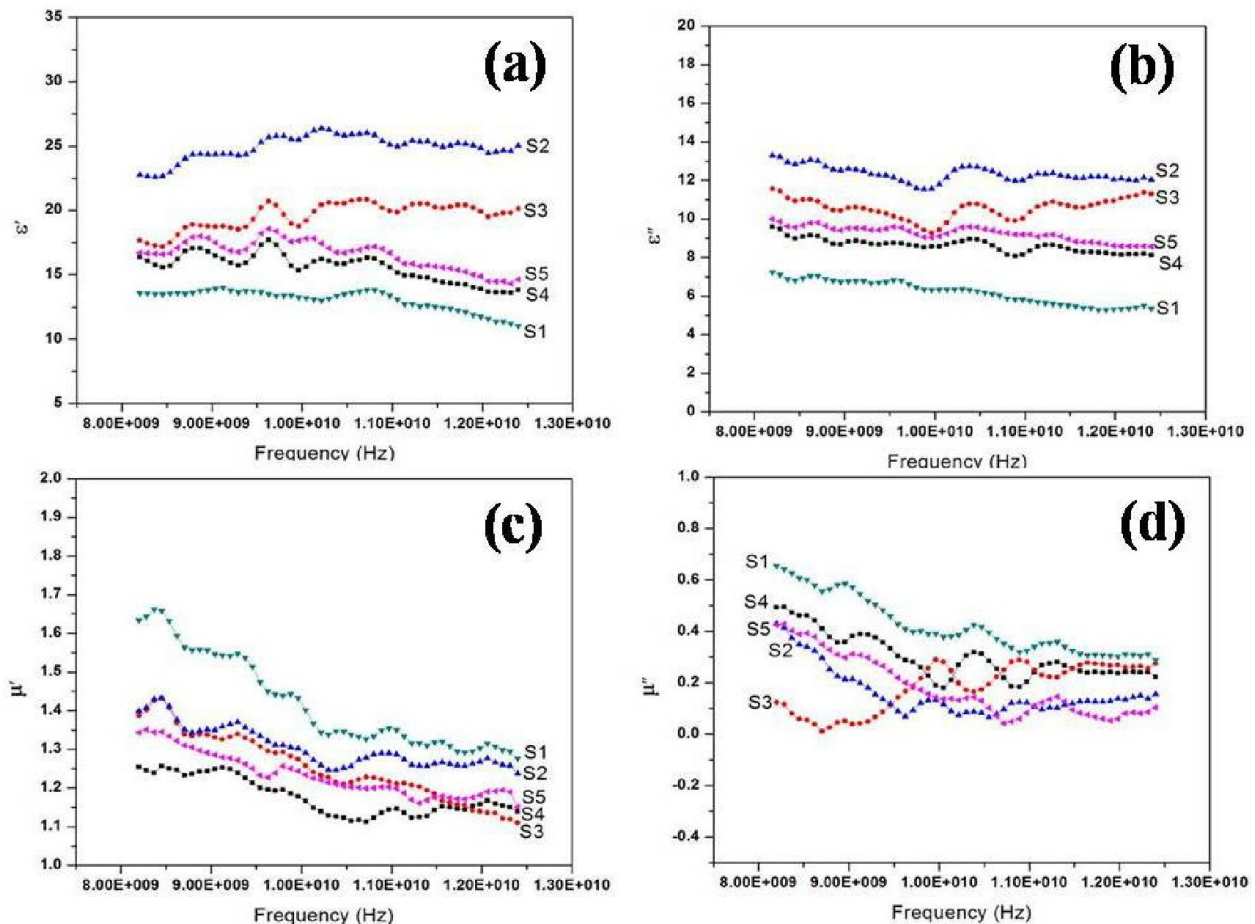 35
30
25
20
15
10
5
ε′
(a)
S2
S3
S5
S4
S1
8.00E+009 9.00E+009 1.00E+010 1.10E+010 1.20E+010 1.30E+010
Frequency (Hz)
20
18
16
14
12
10
8
6
4
2
0
ε″
(b)
S2
S3
S5
S4
S1
8.00E+009 9.00E+009 1.00E+010 1.10E+010 1.20E+010 1.30E+010
Frequency (Hz)
2.0
1.9
1.8
1.7
1.6
1.5
1.4
1.3
1.2
1.1
1.0
μ′
(c)
S1
S2
S5
S4
S3
8.00E+009 9.00E+009 1.00E+010 1.10E+010 1.20E+010 1.30E+010
Frequency (Hz)
1.0
0.8
0.6
0.4
0.2
0.0
-0.2
-0.4
μ″
(d)
S1
S4
S5
S2
S3
8.00E+009 9.00E+009 1.00E+010 1.10E+010 1.20E+010 1.30E+010
Frequency (Hz)